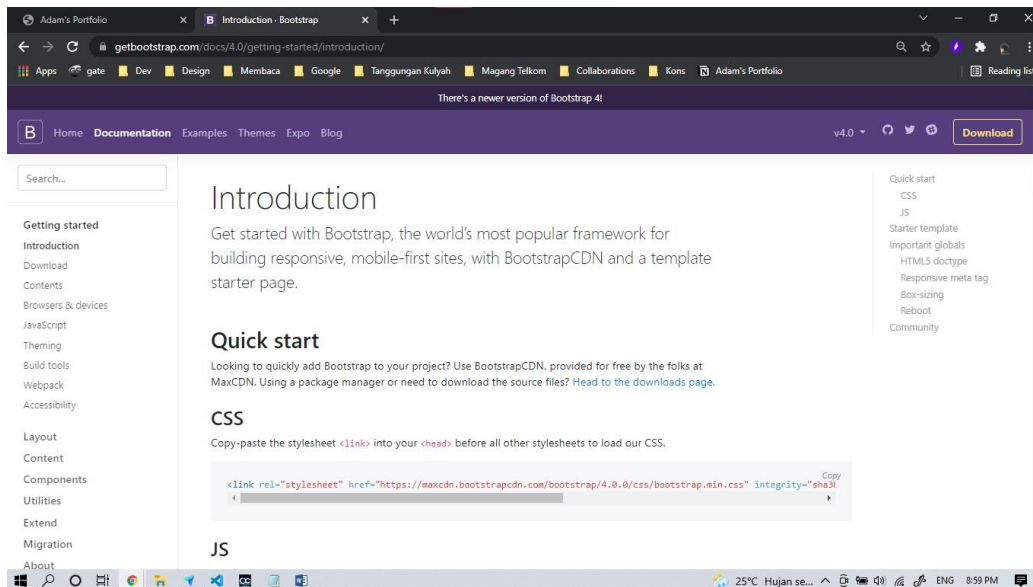 Adam's Portfolio
B Introduction · Bootstrap
getbootstrap.com/docs/4.0/getting-started/introduction/
Apps gate Dev Design Membaca Google Tanggungan Kulyah Magang Telkom Collaborations Kons Adam's Portfolio Reading lis
There's a newer version of Bootstrap 4!
B Home Documentation Examples Themes Expo Blog v4.0 Download
Search...
Getting started
Introduction
Download
Contents
Browsers & devices
JavaScript
Theming
Build tools
Webpack
Accessibility
Layout
Content
Components
Utilities
Extend
Migration
About
Introduction
Get started with Bootstrap, the world's most popular framework for
building responsive, mobile-first sites, with BootstrapCDN and a template
starter page.
Quick start
Looking to quickly add Bootstrap to your project? Use BootstrapCDN, provided for free by the folks at
MaxCDN. Using a package manager or need to download the source files? Head to the downloads page.
CSS
Copy-paste the stylesheet <link> into your <head> before all other stylesheets to load our CSS.
Copy
<link rel="stylesheet" href="https://maxcdn.bootstrapcdn.com/bootstrap/4.0.0/css/bootstrap.min.css" integrity="sha38
JS
Quick start
CSS
JS
Starter template
Important globals
HTML5 doctype
Responsive meta tag
Box-sizing
Reboot
Community
25°C Hujan se... ENG 8:59 PM